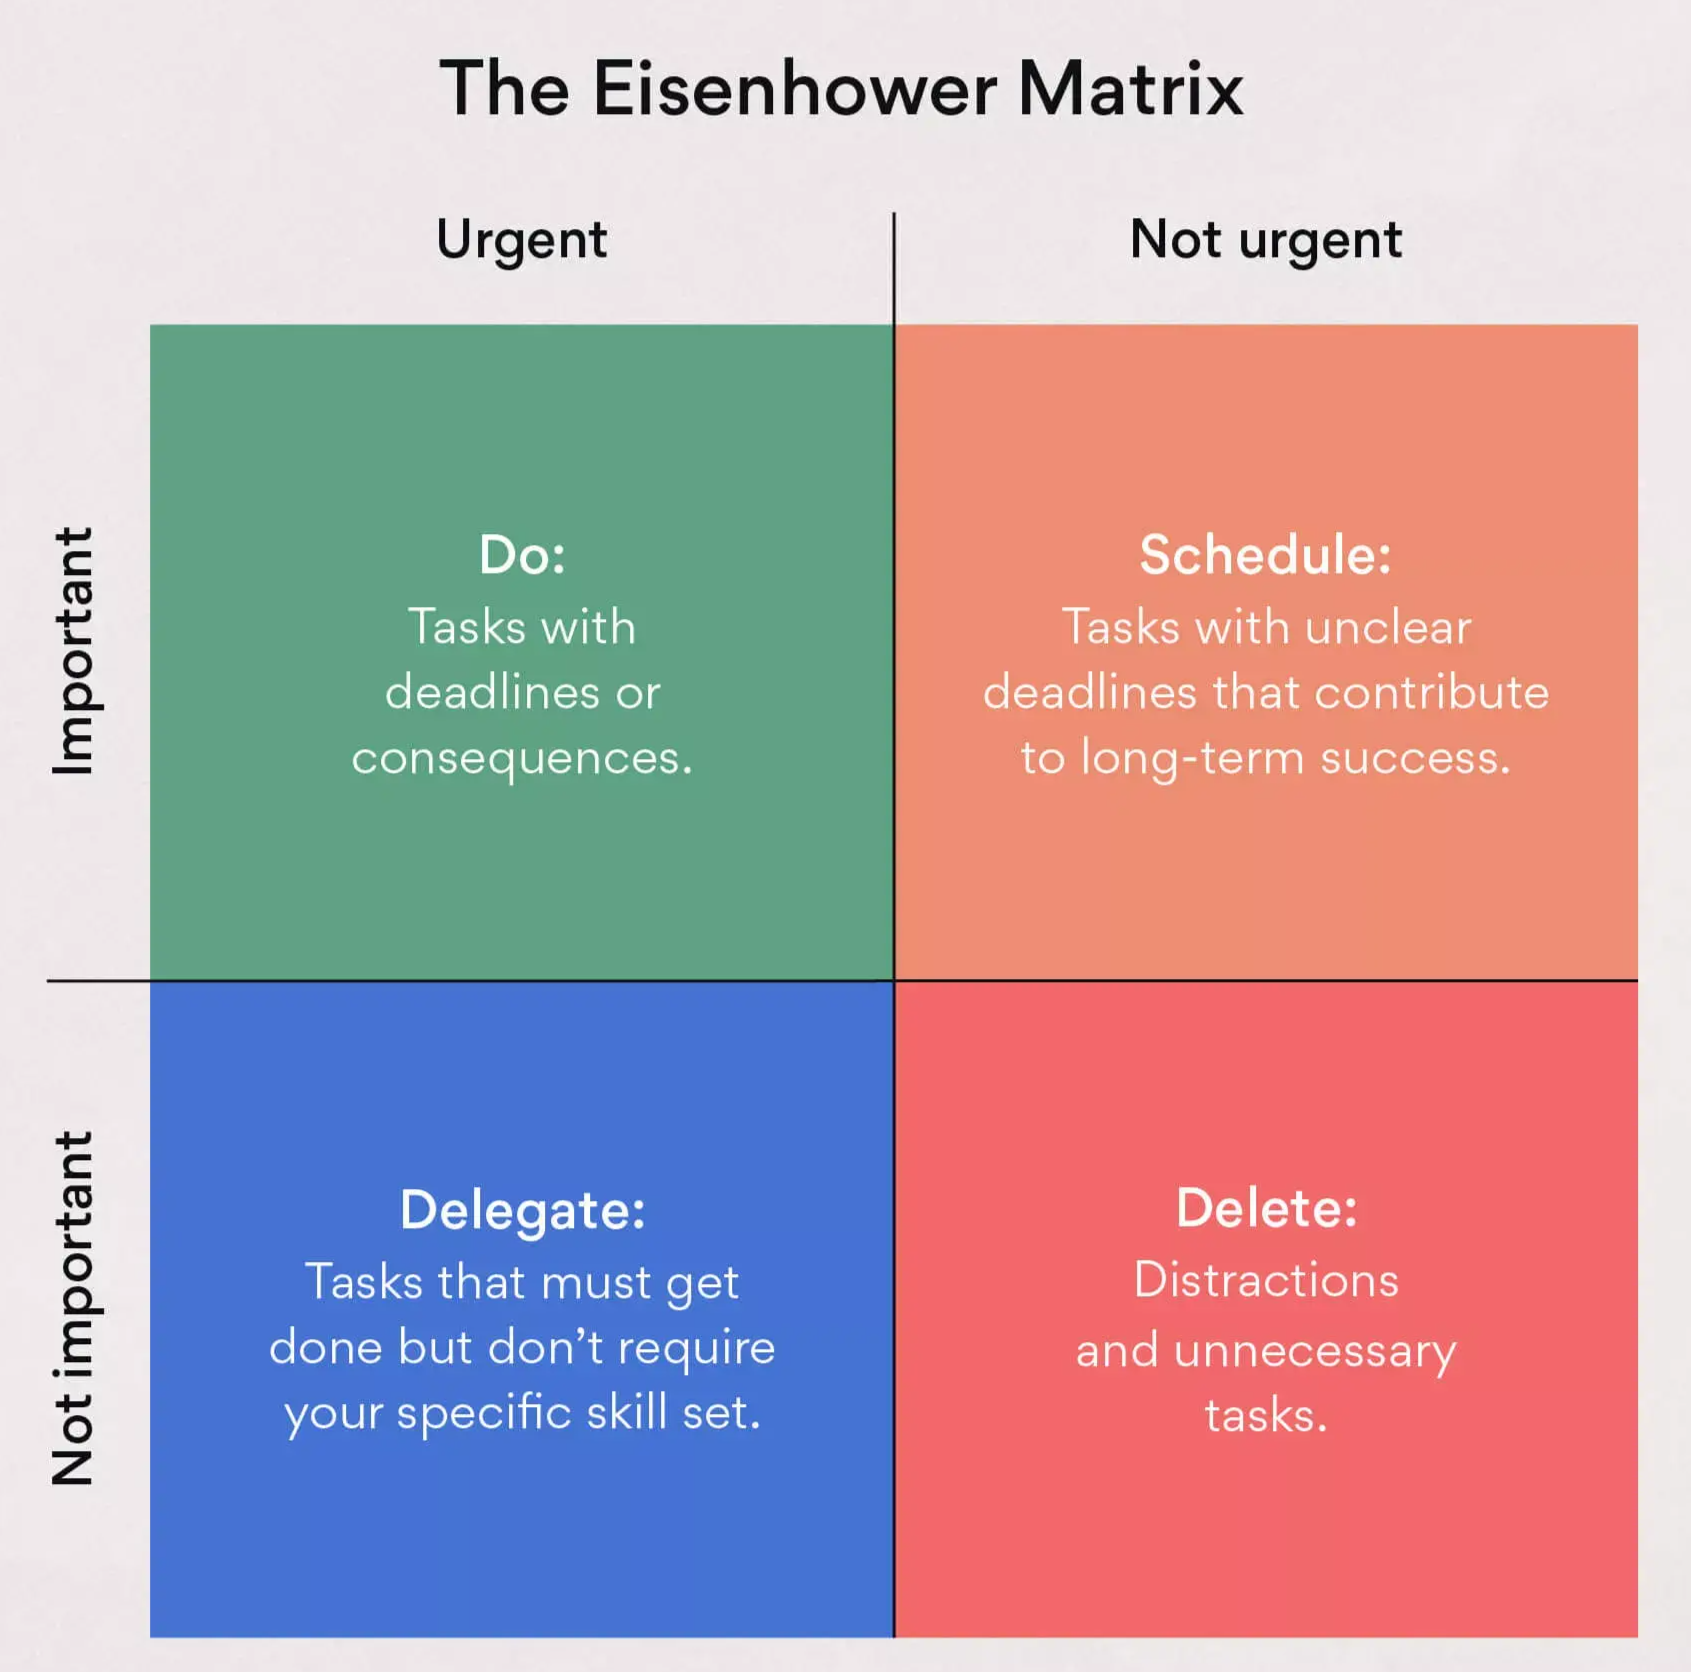 The Eisenhower Matrix
Urgent
Not urgent
Important
Do:
Tasks with
deadlines or
consequences.
Schedule:
Tasks with unclear
deadlines that contribute
to long-term success.
Not important
Delegate:
Tasks that must get
done but don’t require
your specific skill set.
Delete:
Distractions
and unnecessary
tasks.